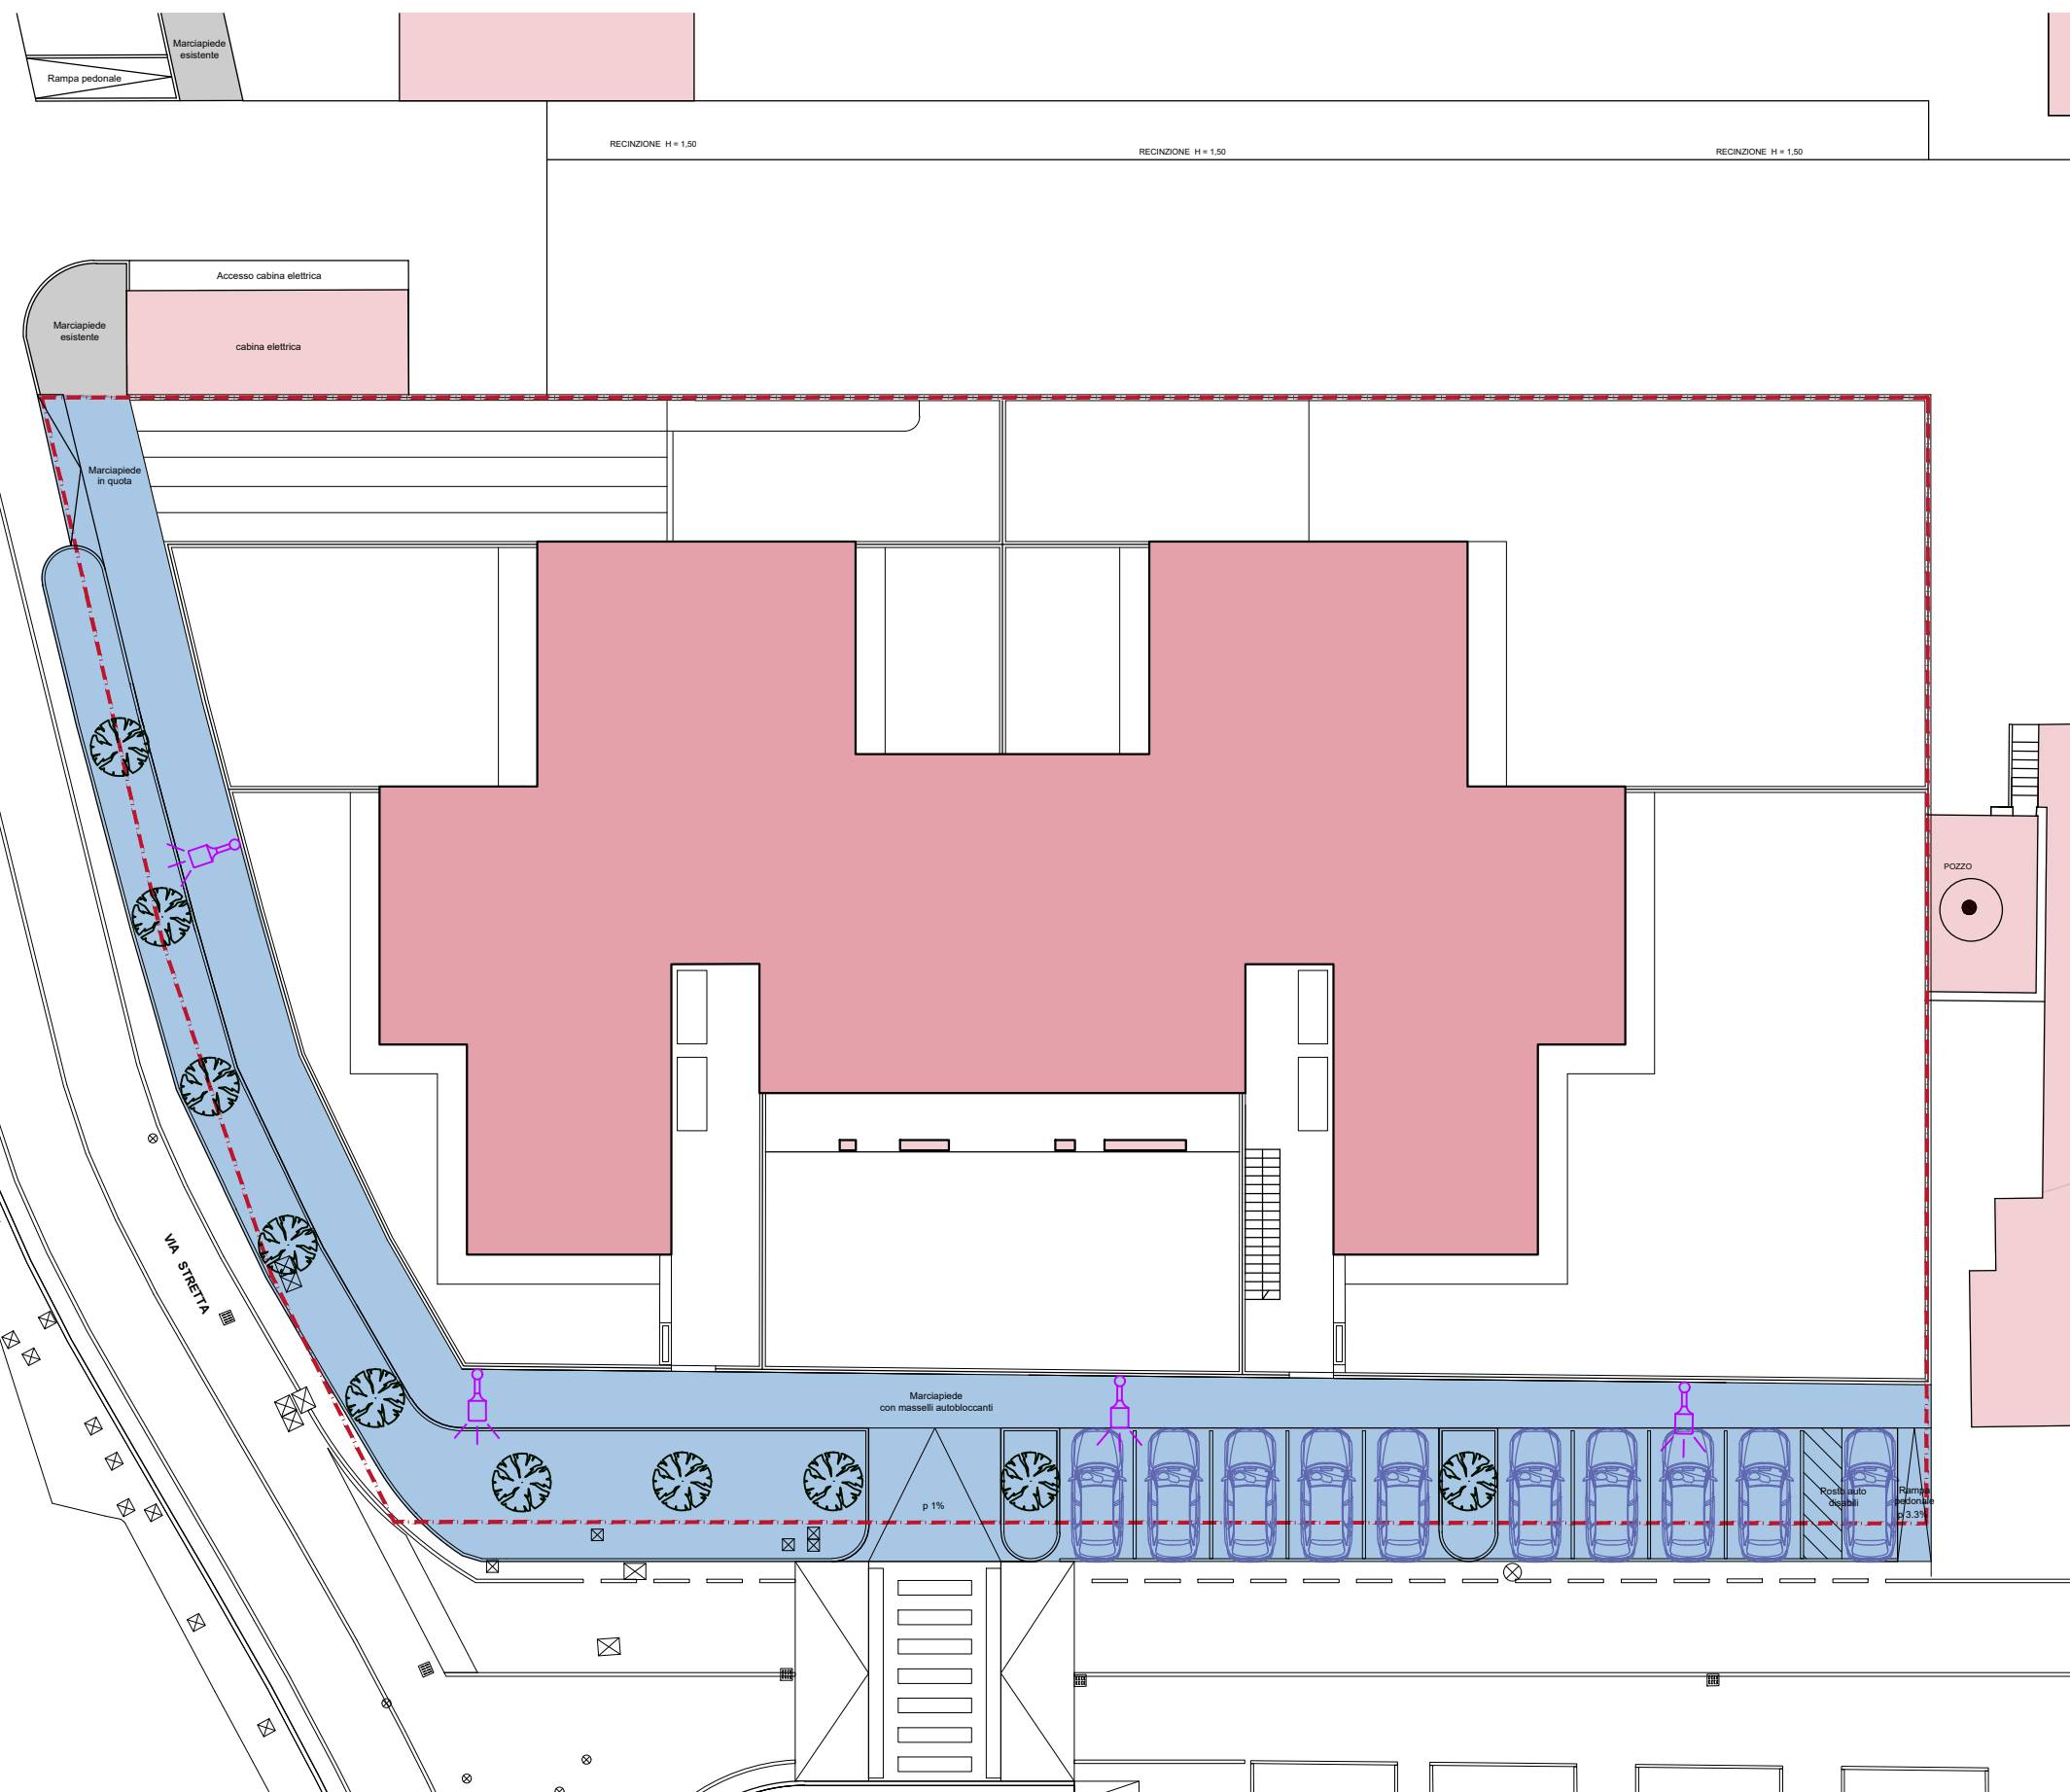 Marciapiede
esistente
Rampa pedonale
RECINZIONE H = 1,50
RECINZIONE H = 1,50
RECINZIONE H = 1,50
Accesso cabina elettrica
Marciapiede
esistente
cabina elettrica
Marciapiede
in quota
POZZO
VIA STRETTA
Marciapiede
con masselli autobloccanti
p 1%
Posto auto
disabili
Rampa
pedonale
p 3.3%